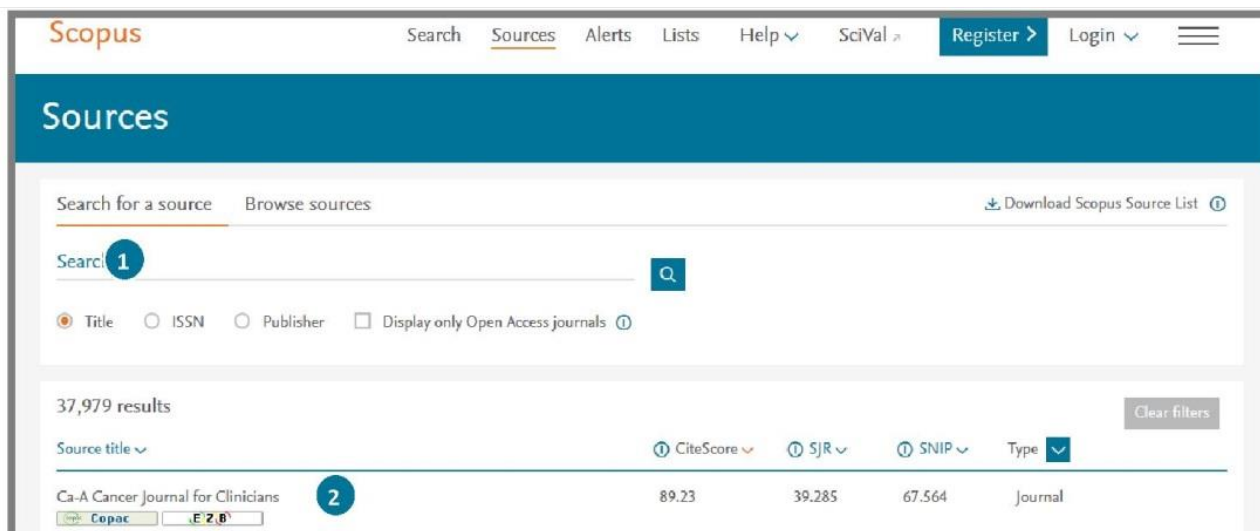 Scopus Search Sources Alerts Lists Help SciVal Register Login
Sources
Search for a source Browse sources Download Scopus Source List
Searc 1
Title ISSN Publisher Display only Open Access journals
37,979 results Clear filters
Source title CiteScore SJR SNIP Type
Ca-A Cancer Journal for Clinicians 2 89.23 39.285 67.564 Journal
Copac EZB